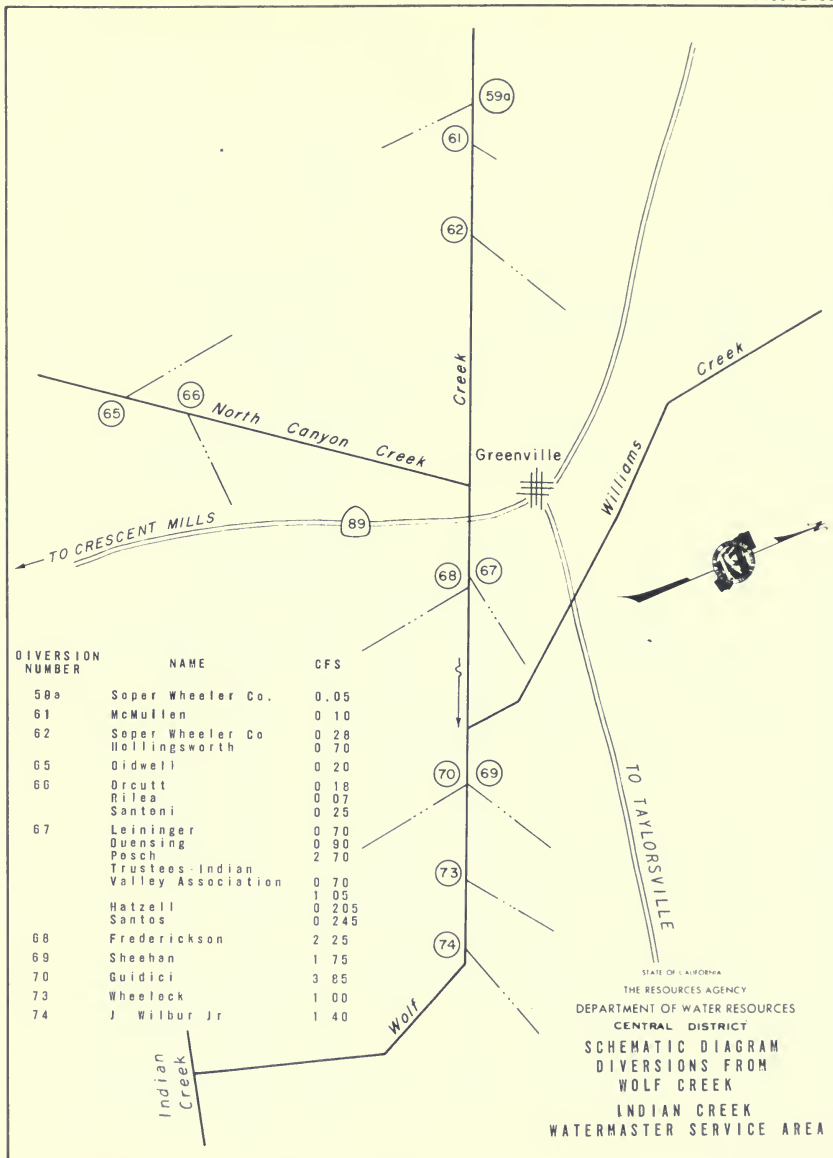 59a
61
62
Creek
Creek
65
66
North Canyon Creek
Greenville
Williams
89
TO CRESCENT MILLS
68
67
DIVERSION
NUMBER NAME CFS
59a Soper Wheeler Co. 0.05
61 McMullen 0 10
62 Soper Wheeler Co 0 28
Hollingsworth 0 70
65 Bidwell 0 20
66 Orcutt 0 18
Rilea 0 07
Santoni 0 25
67 Leininger 0 70
Quensing 0 90
Posch 2 70
Trustees-Indian
Valley Association 0 70
1 05
Hatzell 0 205
Santos 0 245
68 Frederickson 2 25
69 Sheehan 1 75
70 Guidici 3 85
73 Wheelock 1 00
74 J Wilbur Jr 1 40
70
69
73
74
TO TAYLORSVILLE
Wolf
Indian
Creek
STATE OF CALIFORNIA
THE RESOURCES AGENCY
DEPARTMENT OF WATER RESOURCES
CENTRAL DISTRICT
SCHEMATIC DIAGRAM
DIVERSIONS FROM
WOLF CREEK
INDIAN CREEK
WATERMASTER SERVICE AREA